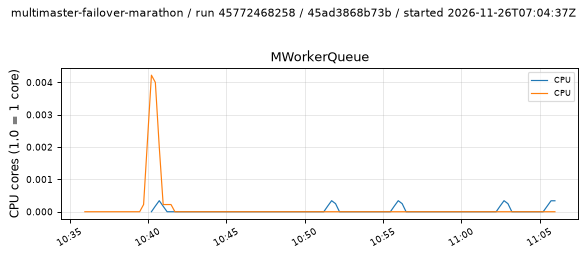 multimaster-failover-marathon / run 45772468258 / 45ad3868b73b / started 2026-11-26T07:04:37Z
MWorkerQueue
CPU cores (1.0 = 1 core)
0.004
0.003
0.002
0.001
0.000
CPU
CPU
10:35
10:40
10:45
10:50
10:55
11:00
11:05